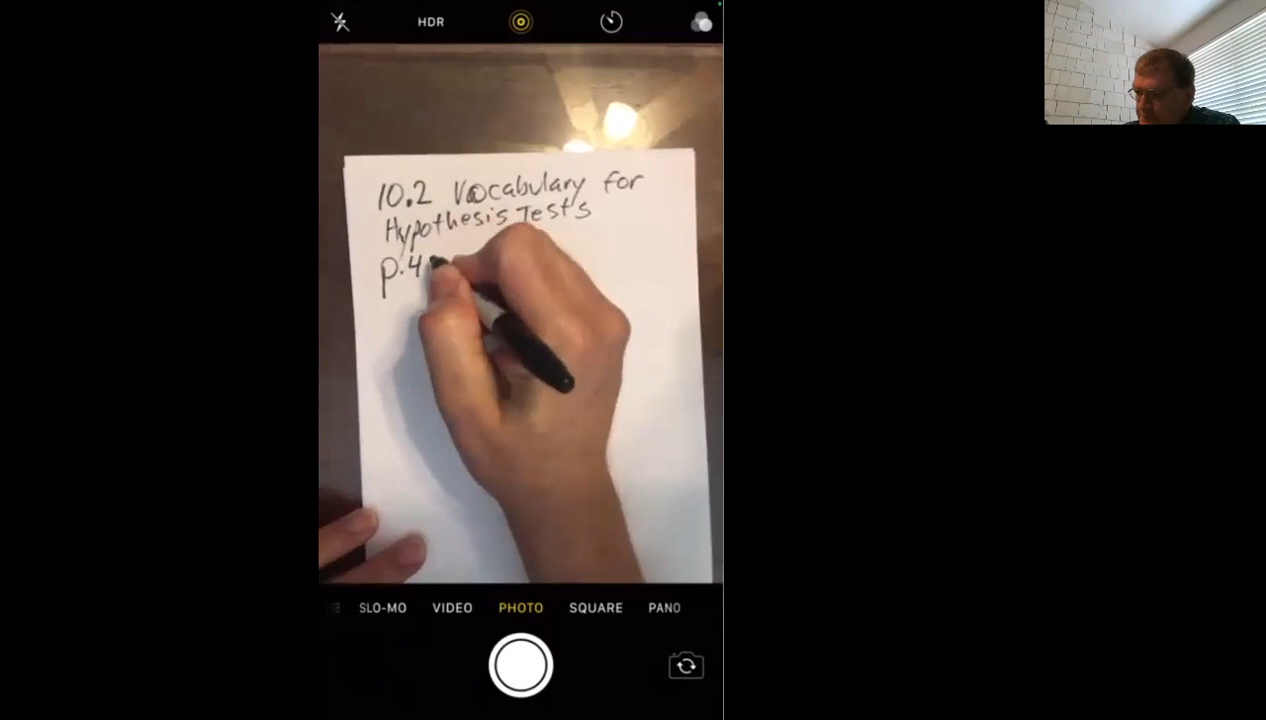 HDR
10.2 Vocabulary for
Hypothesis Tests
p.4
SLO-MO VIDEO PHOTO SQUARE PANO